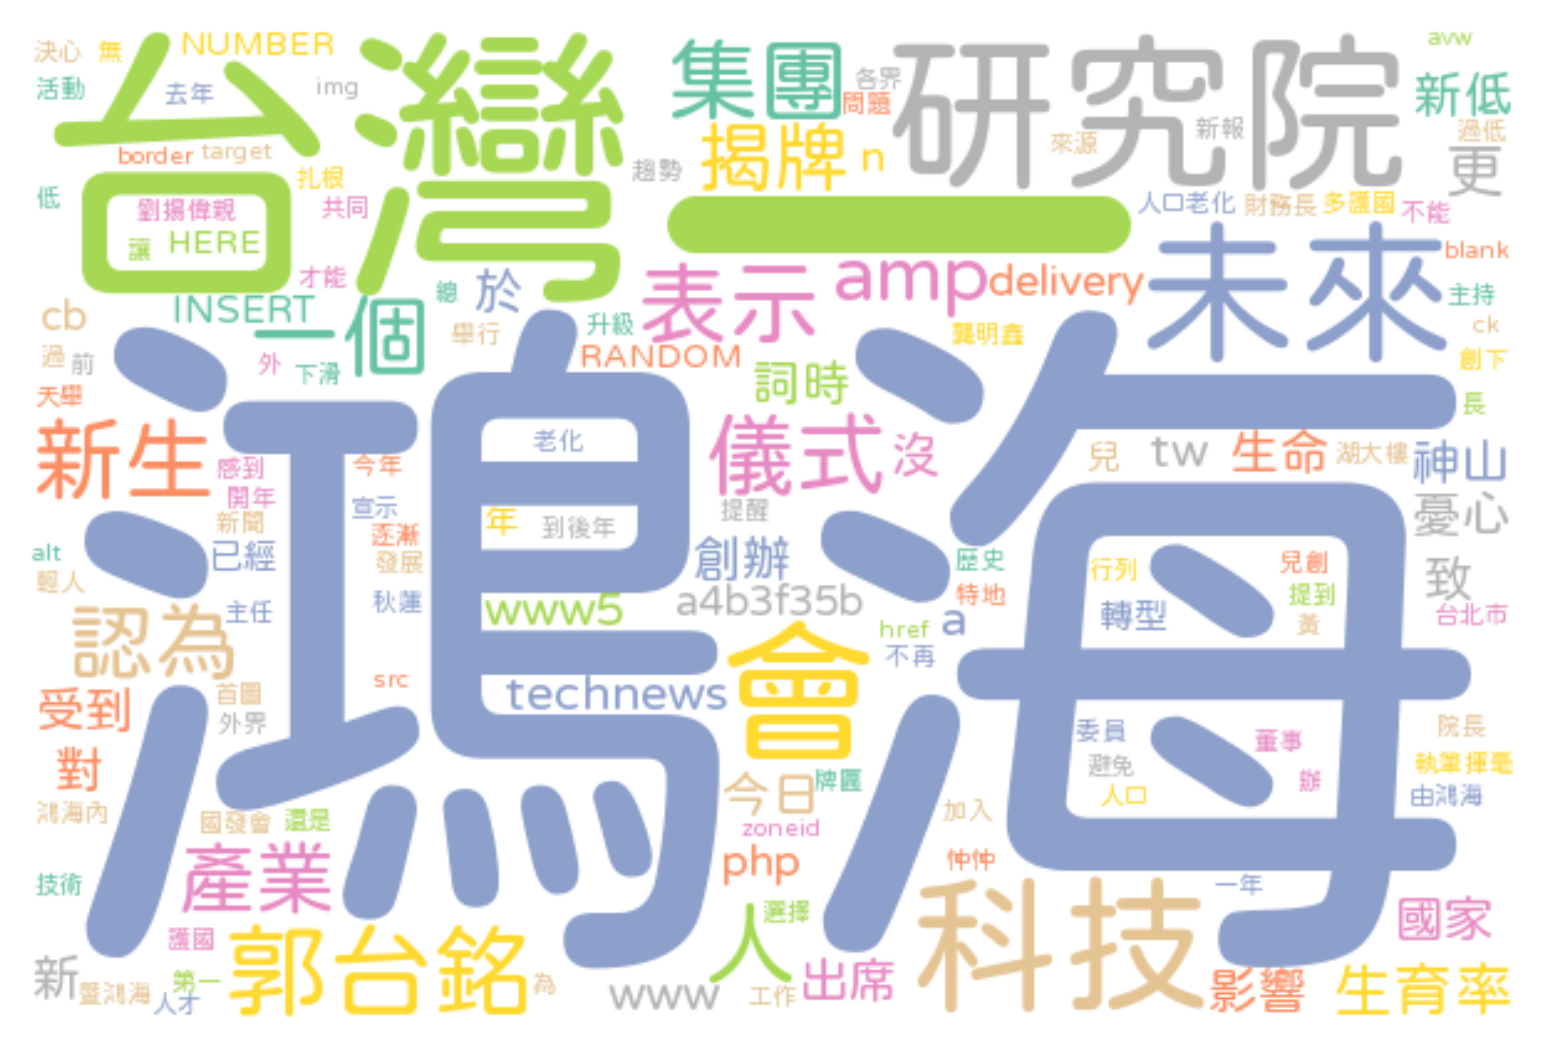 決心
無
NUMBER
台灣
集團
各界
研究院
avw
活動
去年
img
問題
新低
border
target
揭牌
n
來源
新報
過低
更
低
扎根
趨勢
劉揚偉親
共同
一
人口老化
財務長
多護國
不能
讓
HERE
未來
blank
才能
總
於
表示
amp
delivery
主持
INSERT
cb
一個
舉行
升級
龔明鑫
ck
過
前
外
下滑
RANDOM
詞時
創下
天舉
鴻海
長
新生
感到
今年
老化
儀式
沒
兒
tw
生命
湖大樓
神山
開年
宣示
年
到後年
提醒
憂心
新聞
逐漸
alt
已經
發展
創辦
歷史
行列
兒創
致
輕人
秋蓮
www5
a4b3f35b
特地
提到
主任
href
a
轉型
黃
台北市
認為
會
不再
src
technews
受到
首圖
外界
委員
董事
院長
對
避免
辦
執筆揮毫
今日
牌匾
人口
由鴻海
鴻海內
國發會
還是
zoneid
加入
產業
php
仲仲
技術
科技
一年
護國
人
選擇
國家
新
暨鴻海
第一
人才
郭台銘
為
www
工作
出席
影響
生育率